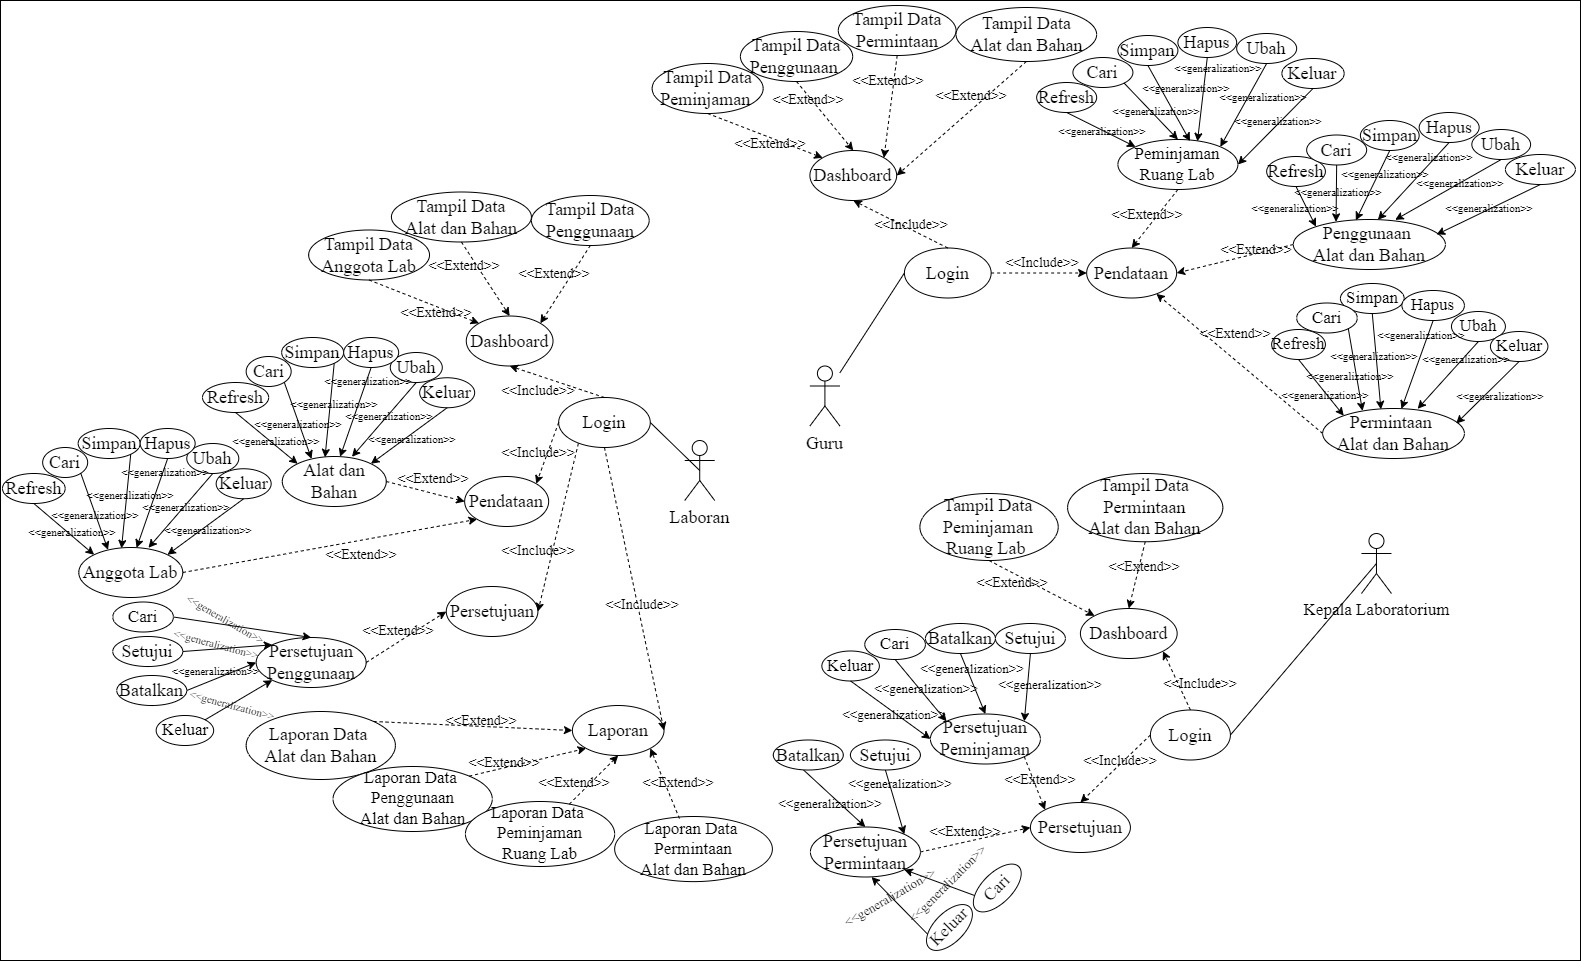 Tampil Data
Permintaan
Tampil Data
Alat dan Bahan
Tampil Data
Penggunaan
Tampil Data
Peminjaman
<<Extend>>
<<Extend>>
<<Extend>>
<<Extend>>
Dashboard
<<Include>>
Login
<<Include>>
Pendataan
Guru
Refresh
Cari
Simpan
Hapus
Ubah
Keluar
<<generalization>>
<<generalization>>
<<generalization>>
<<generalization>>
<<generalization>>
<<generalization>>
Peminjaman
Ruang Lab
<<Extend>>
Refresh
Cari
Simpan
Hapus
Ubah
Keluar
<<generalization>>
<<generalization>>
<<generalization>>
<<generalization>>
<<generalization>>
<<generalization>>
Penggunaan
Alat dan Bahan
<<Extend>>
Refresh
Cari
Simpan
Hapus
Ubah
Keluar
<<generalization>>
<<generalization>>
<<generalization>>
<<generalization>>
<<generalization>>
<<generalization>>
Permintaan
Alat dan Bahan
<<Extend>>
Tampil Data
Anggota Lab
Tampil Data
Alat dan Bahan
Tampil Data
Penggunaan
<<Extend>>
<<Extend>>
<<Extend>>
Dashboard
<<Include>>
Login
Laboran
<<Include>>
Pendataan
Refresh
Cari
Simpan
Hapus
Ubah
Keluar
<<generalization>>
<<generalization>>
<<generalization>>
<<generalization>>
<<generalization>>
Alat dan
Bahan
<<Extend>>
Refresh
Cari
Simpan
Hapus
Ubah
Keluar
<<generalization>>
<<generalization>>
<<generalization>>
<<generalization>>
<<generalization>>
<<generalization>>
Anggota Lab
<<Extend>>
<<Include>>
Persetujuan
<<Extend>>
Cari
Setujui
Batalkan
Keluar
<<generalization>>
<<generalization>>
<<generalization>>
<<generalization>>
Persetujuan
Penggunaan
<<Include>>
Laporan
<<Extend>>
<<Extend>>
<<Extend>>
<<Extend>>
Laporan Data
Alat dan Bahan
Laporan Data
Penggunaan
Alat dan Bahan
Laporan Data
Peminjaman
Ruang Lab
Laporan Data
Permintaan
Alat dan Bahan
Tampil Data
Peminjaman
Ruang Lab
Tampil Data
Permintaan
Alat dan Bahan
<<Extend>>
<<Extend>>
Dashboard
Kepala Laboratorium
<<Include>>
Login
<<Include>>
Persetujuan
Keluar
Cari
Batalkan
Setujui
<<generalization>>
<<generalization>>
<<generalization>>
<<generalization>>
Persetujuan
Peminjaman
<<Extend>>
Batalkan
Setujui
<<generalization>>
<<generalization>>
Persetujuan
Permintaan
<<Extend>>
<<generalization>>
<<generalization>>
Cari
Keluar